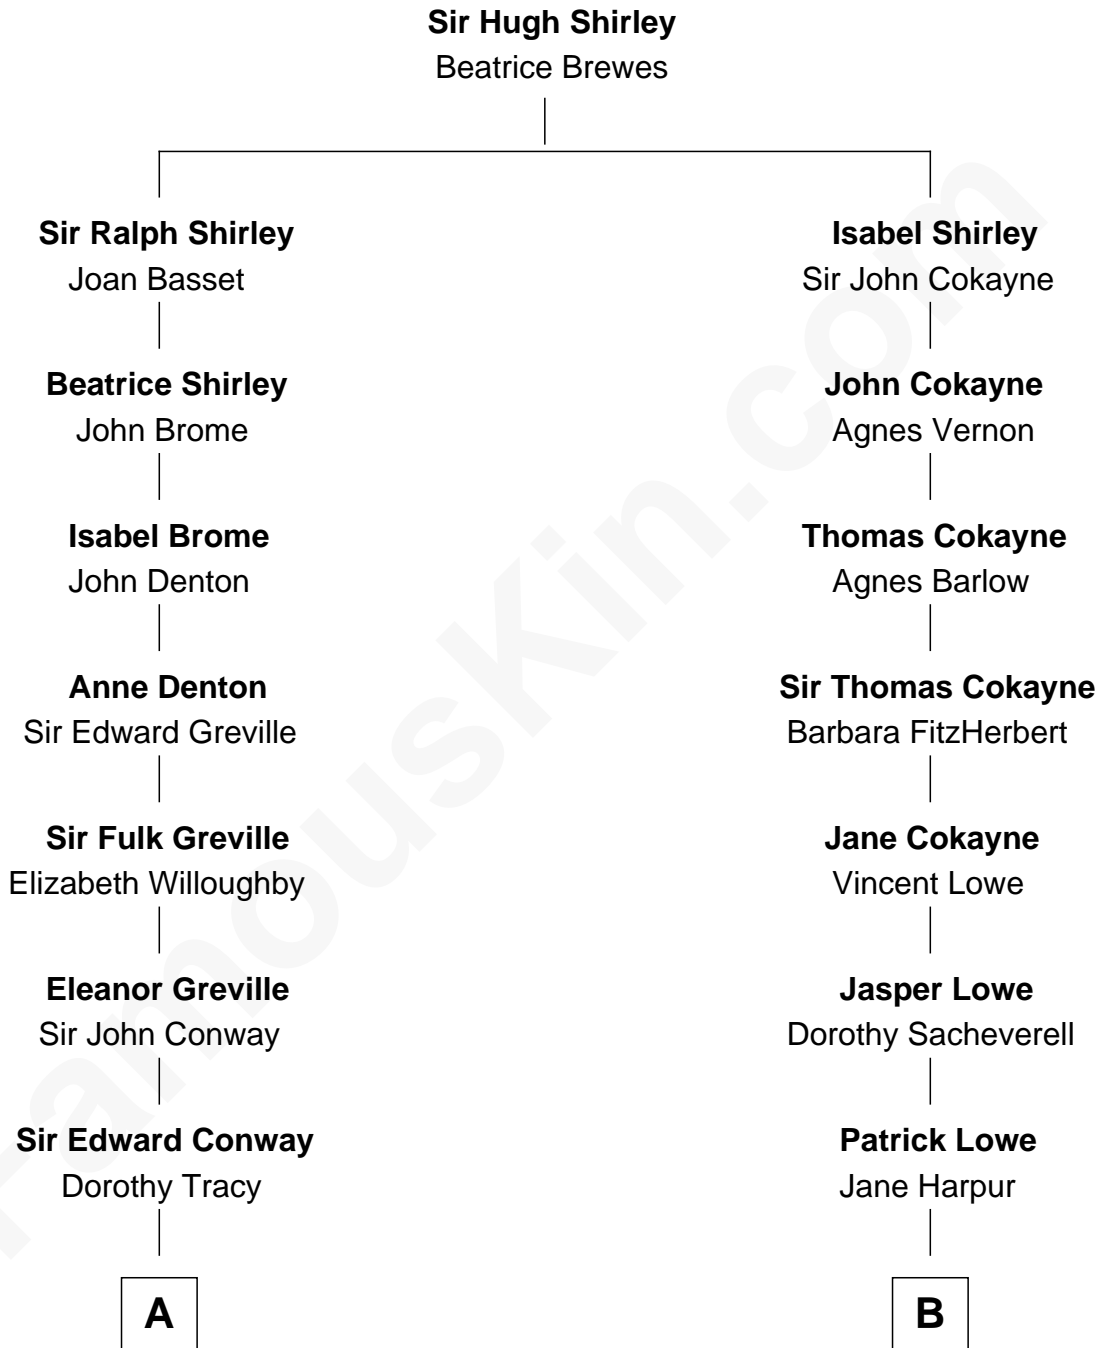 Sir Hugh Shirley
Beatrice Brewes
Sir Ralph Shirley
Joan Basset
Isabel Shirley
Sir John Cokayne
Beatrice Shirley
John Brome
John Cokayne
Agnes Vernon
Isabel Brome
John Denton
Thomas Cokayne
Agnes Barlow
Anne Denton
Sir Edward Greville
Sir Thomas Cokayne
Barbara FitzHerbert
Sir Fulk Greville
Elizabeth Willoughby
Jane Cokayne
Vincent Lowe
Eleanor Greville
Sir John Conway
Jasper Lowe
Dorothy Sacheverell
Sir Edward Conway
Dorothy Tracy
Patrick Lowe
Jane Harpur
A
B
FamousKin.com